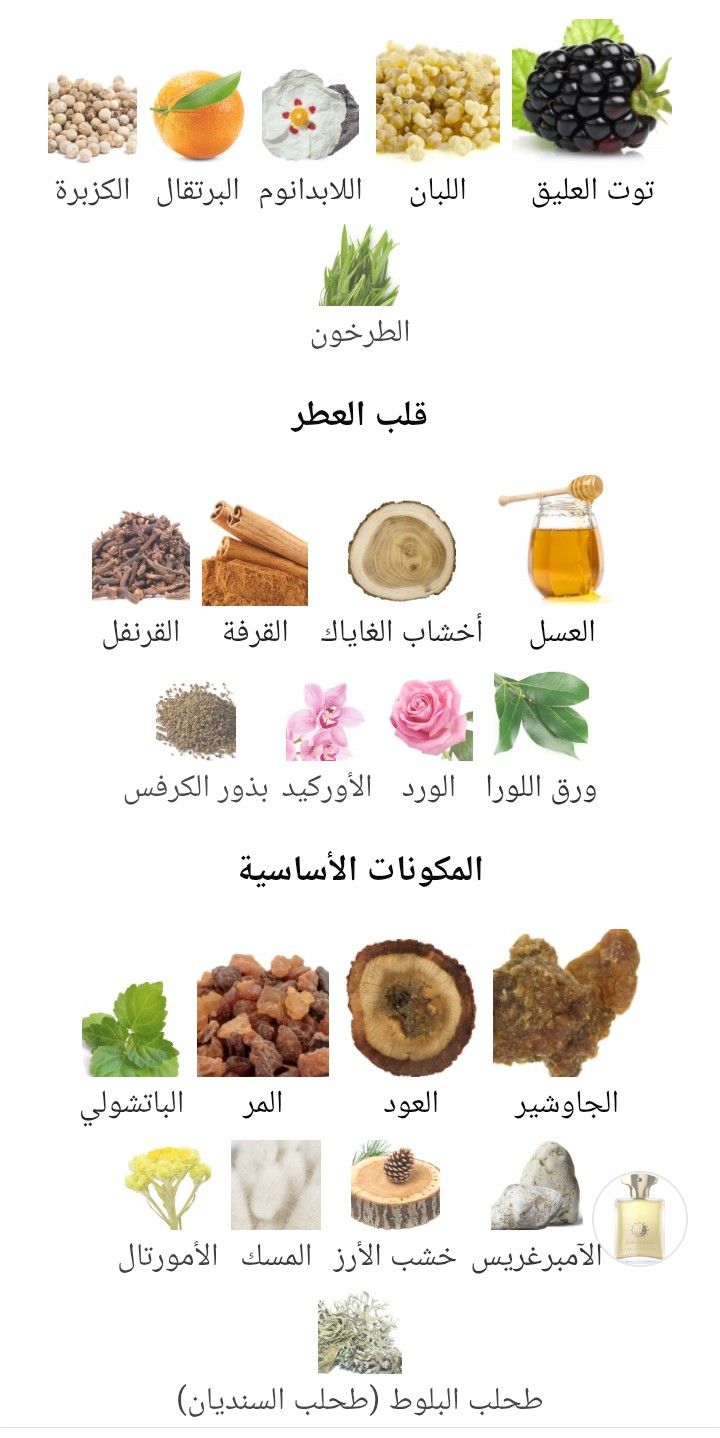 توت العليق اللبان اللابدانوم البرتقال الكزبرة
الطرخون
قلب العطر
العسل أخشاب الغاياك القرفة القرنفل
ورق اللورا الورد الأوركيد بذور الكرفس
المكونات الأساسية
الجاوشير العود المر الباتشولي
الآمبرغريس خشب الأرز المسك الأمورتال
طحلب البلوط (طحلب السنديان)